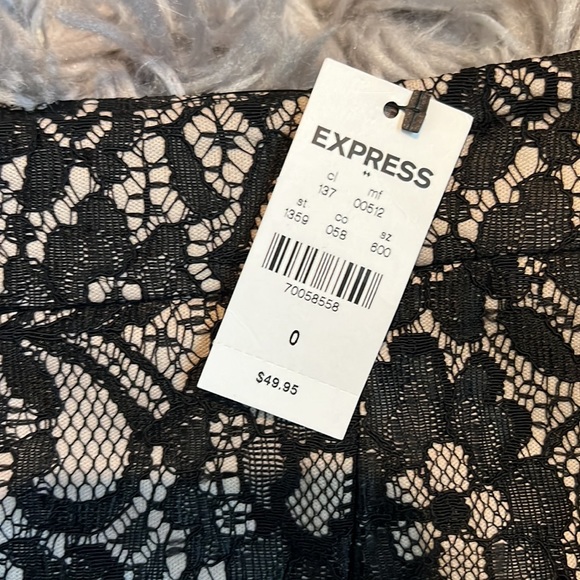 EXPRESS
cl mf
137 00512
st co sz
1359 058 600
70058558
0
$49.95